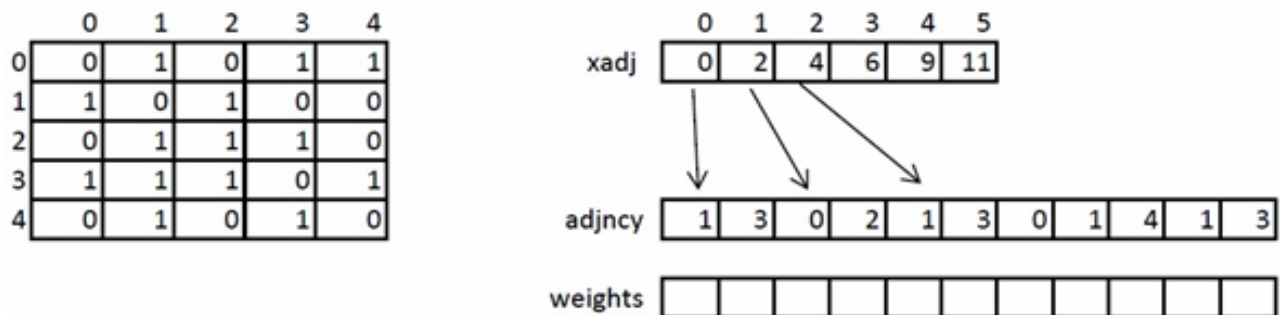 0 1 2 3 4
0 0 1 0 1 1
1 1 0 1 0 0
2 0 1 1 1 0
3 1 1 1 0 1
4 0 1 0 1 0
0 1 2 3 4 5
xadj 0 2 4 6 9 11
adjncy 1 3 0 2 1 3 0 1 4 1 3
weights